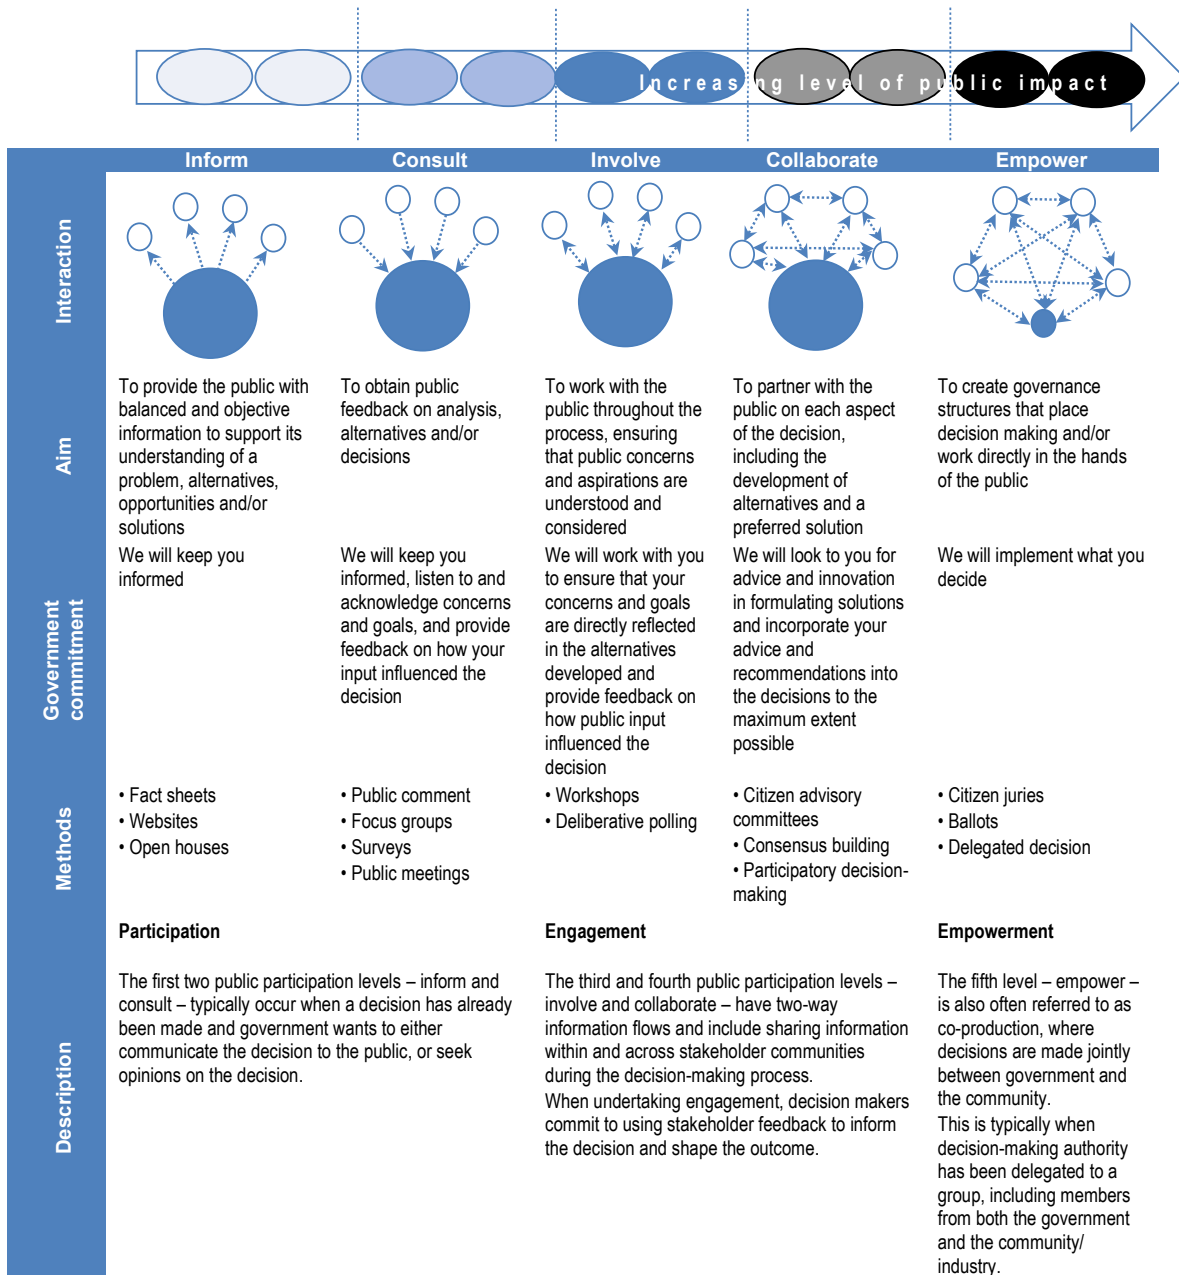 Increasing level of public impact
Inform
Consult
Involve
Collaborate
Empower
Interaction
Aim
To provide the public with
balanced and objective
information to support its
understanding of a
problem, alternatives,
opportunities and/or
solutions
To obtain public
feedback on analysis,
alternatives and/or
decisions
To work with the
public throughout the
process, ensuring
that public concerns
and aspirations are
understood and
considered
To partner with the
public on each aspect
of the decision,
including the
development of
alternatives and a
preferred solution
To create governance
structures that place
decision making and/or
work directly in the hands
of the public
Government
commitment
We will keep you
informed
We will keep you
informed, listen to and
acknowledge concerns
and goals, and provide
feedback on how your
input influenced the
decision
We will work with you
to ensure that your
concerns and goals
are directly reflected
in the alternatives
developed and
provide feedback on
how public input
influenced the
decision
We will look to you for
advice and innovation
in formulating solutions
and incorporate your
advice and
recommendations into
the decisions to the
maximum extent
possible
We will implement what you
decide
Methods
• Fact sheets
• Websites
• Open houses
• Public comment
• Focus groups
• Surveys
• Public meetings
• Workshops
• Deliberative polling
• Citizen advisory
committees
• Consensus building
• Participatory decision-
making
• Citizen juries
• Ballots
• Delegated decision
Description
Participation
The first two public participation levels – inform and
consult – typically occur when a decision has already
been made and government wants to either
communicate the decision to the public, or seek
opinions on the decision.
Engagement
The third and fourth public participation levels –
involve and collaborate – have two-way
information flows and include sharing information
within and across stakeholder communities
during the decision-making process.
When undertaking engagement, decision makers
commit to using stakeholder feedback to inform
the decision and shape the outcome.
Empowerment
The fifth level – empower –
is also often referred to as
co-production, where
decisions are made jointly
between government and
the community.
This is typically when
decision-making authority
has been delegated to a
group, including members
from both the government
and the community/
industry.